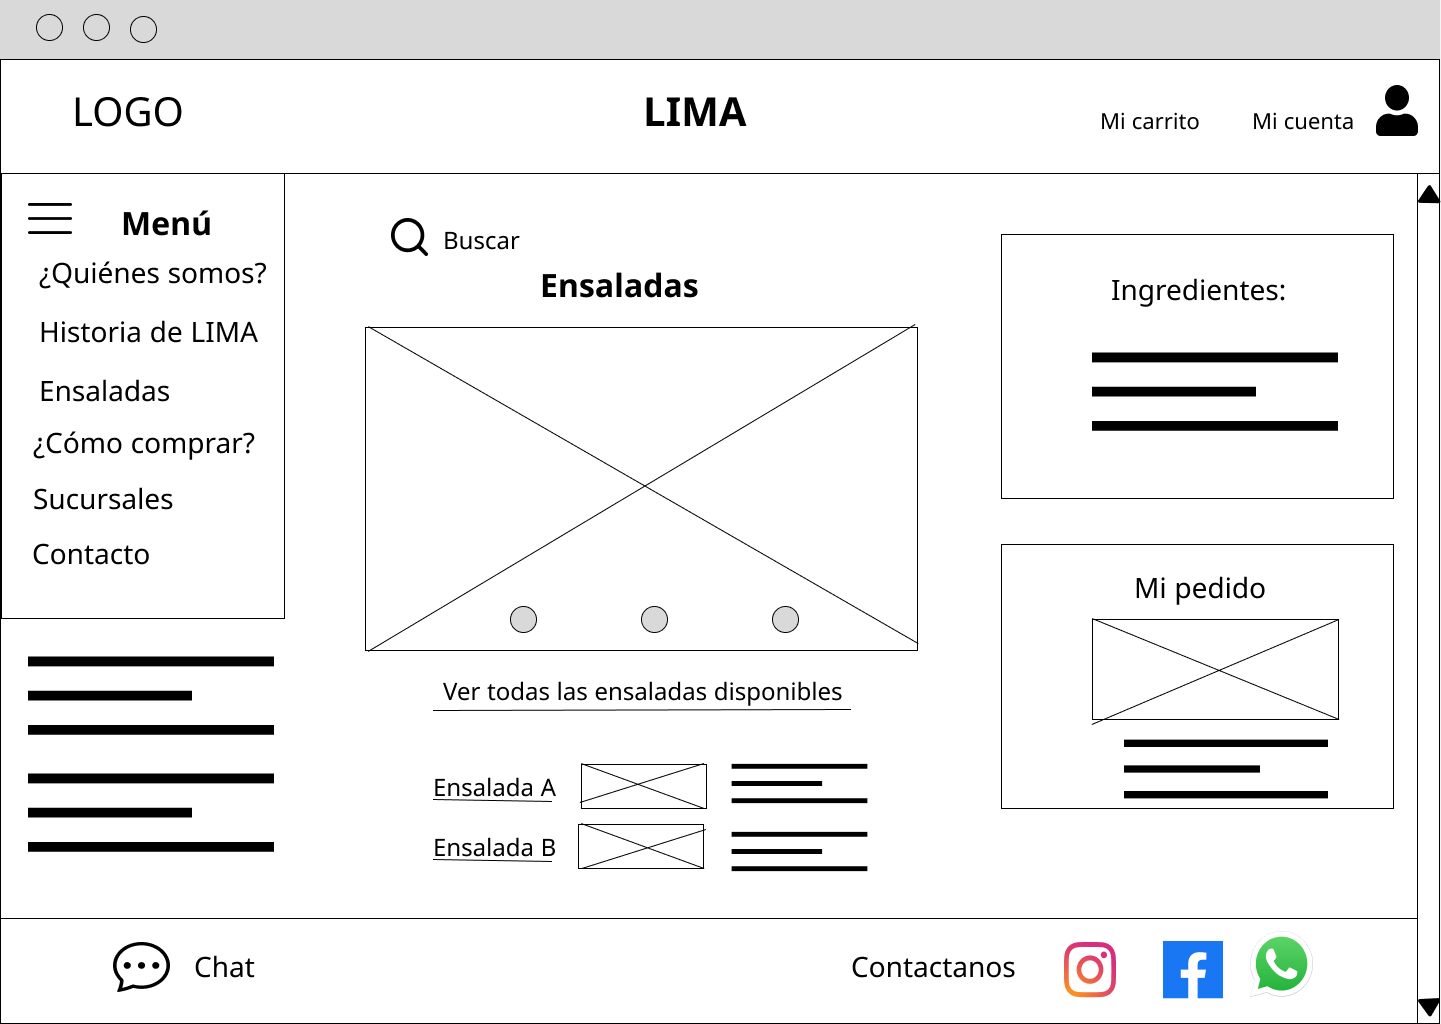 LOGO
LIMA
Mi carrito
Mi cuenta
Menú
¿Quiénes somos?
Historia de LIMA
Ensaladas
¿Cómo comprar?
Sucursales
Contacto
Buscar
Ensaladas
Ver todas las ensaladas disponibles
Ensalada A
Ensalada B
Ingredientes:
Mi pedido
Chat
Contactanos